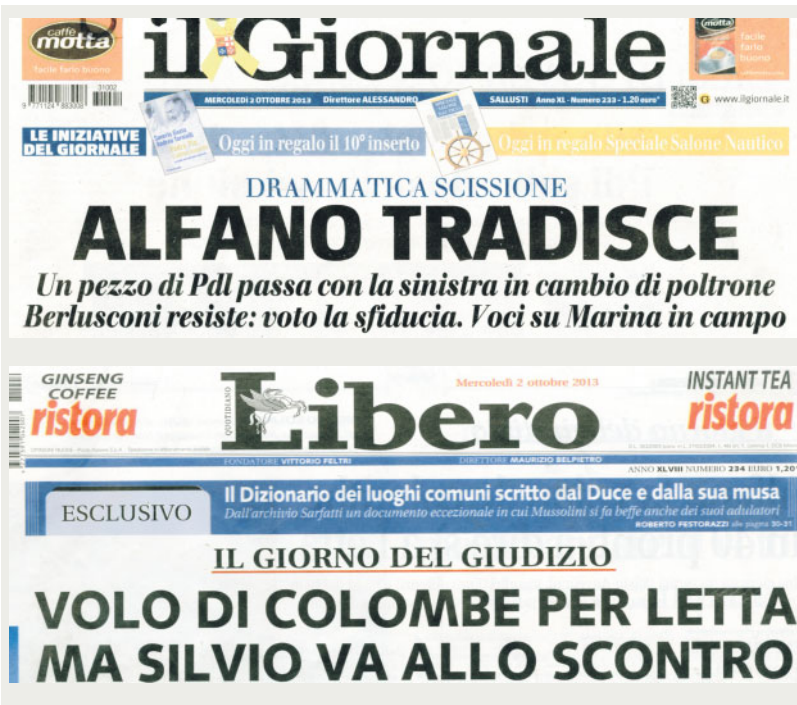 caffè
motta
facile farlo buono
il Giornale
motta
facile
farlo
buono
31002
9 771124 883008
MERCOLEDÌ 2 OTTOBRE 2013 Direttore ALESSANDRO SALLUSTI Anno XL - Numero 233 - 1.20 euro*
G www.ilgiornale.it
LE INIZIATIVE
DEL GIORNALE
Oggi in regalo il 10° inserto
Oggi in regalo Speciale Salone Nautico
DRAMMATICA SCISSIONE
ALFANO TRADISCE
Un pezzo di Pdl passa con la sinistra in cambio di poltrone
Berlusconi resiste: voto la sfiducia. Voci su Marina in campo
GINSENG
COFFEE
ristora
QUOTIDIANO
Libero
Mercoledì 2 ottobre 2013
INSTANT TEA
ristora
FONDATORE VITTORIO FELTRI
DIRETTORE MAURIZIO BELPIETRO
ANNO XLVIII NUMERO 234 EURO 1,20*
ESCLUSIVO
Il Dizionario dei luoghi comuni scritto dal Duce e dalla sua musa
Dall'archivio Sarfatti un documento eccezionale in cui Mussolini si fa beffe anche dei suoi adulatori
ROBERTO FESTORAZZI alle pagine 30-31
IL GIORNO DEL GIUDIZIO
VOLO DI COLOMBE PER LETTA
MA SILVIO VA ALLO SCONTRO